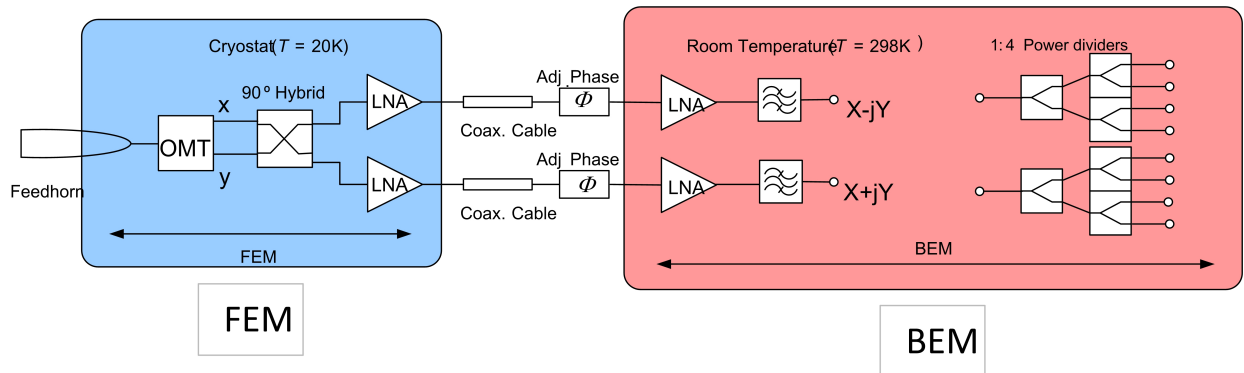 Cryostat(T = 20K)
Room Temperature(T = 298K )
1:4 Power dividers
90° Hybrid
Adj. Phase
X
LNA
Φ
LNA
X-jY
OMT
Coax. Cable
Adj. Phase
y
Feedhorn
LNA
Φ
LNA
X+jY
Coax. Cable
FEM
BEM
FEM
BEM